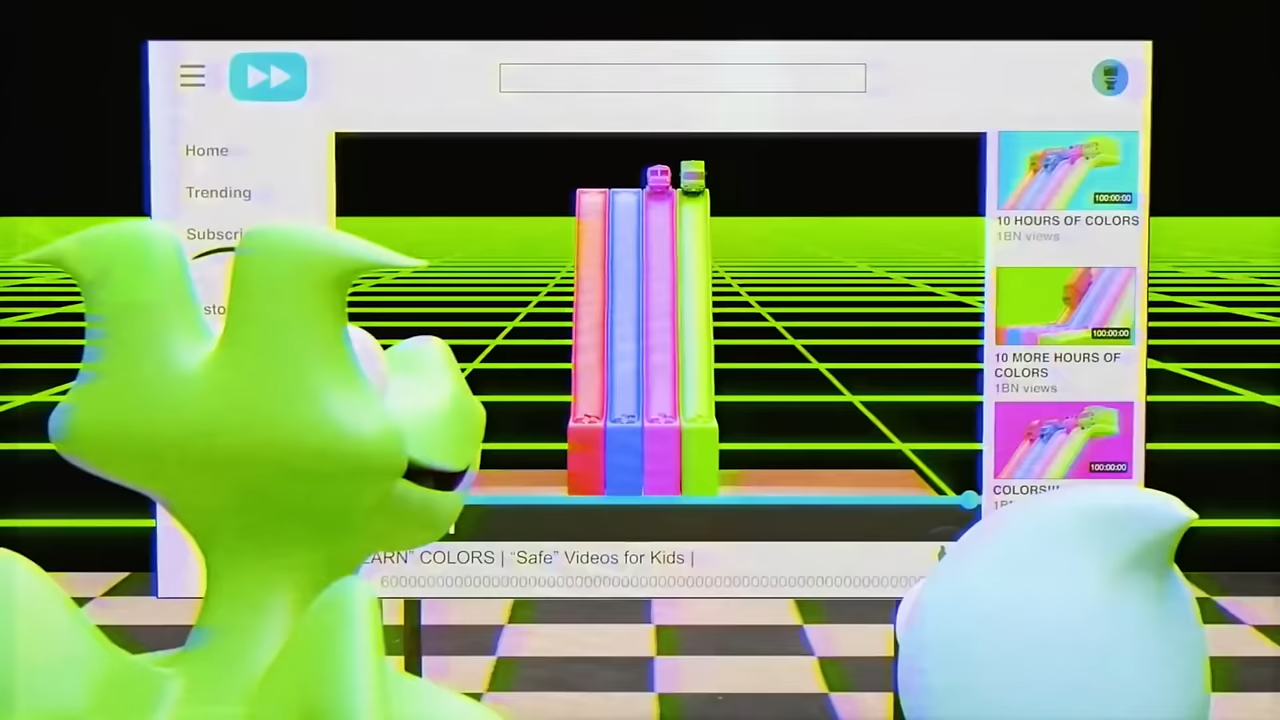 Home
Trending
Subscri
sto
100:00:00
10 HOURS OF COLORS
1BN views
100:00:00
10 MORE HOURS OF
COLORS
1BN views
100:00:00
COLORS!!!
EARN" COLORS | “Safe” Videos for Kids |